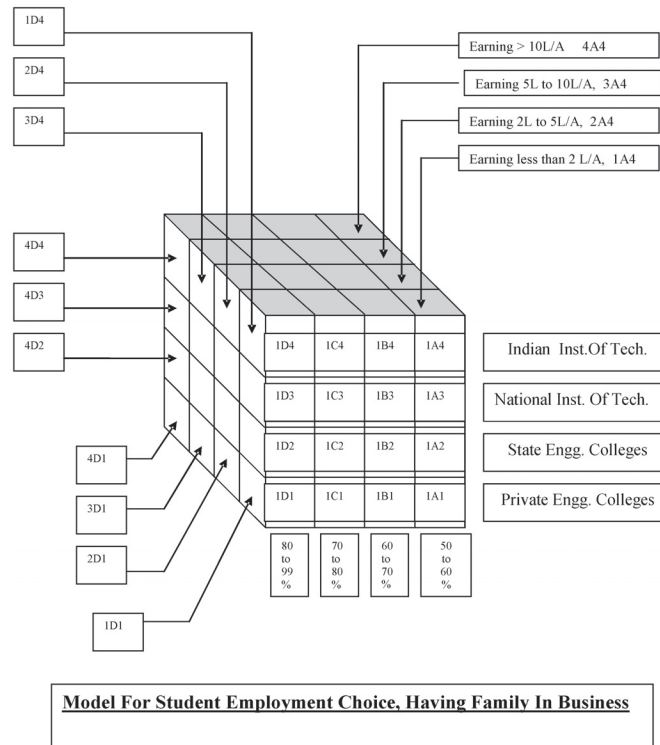 1D4
Earning > 10L/A 4A4
2D4
Earning 5L to 10L/A, 3A4
3D4
Earning 2L to 5L/A, 2A4
Earning less than 2 L/A, 1A4
4D4
4D3
4D2
1D4 1C4 1B4 1A4
Indian Inst.Of Tech.
1D3 1C3 1B3 1A3
National Inst. Of Tech.
1D2 1C2 1B2 1A2
State Engg. Colleges
1D1 1C1 1B1 1A1
Private Engg. Colleges
4D1
3D1
2D1
1D1
80
to
99
%
70
to
80
%
60
to
70
%
50
to
60
%
Model For Student Employment Choice, Having Family In Business